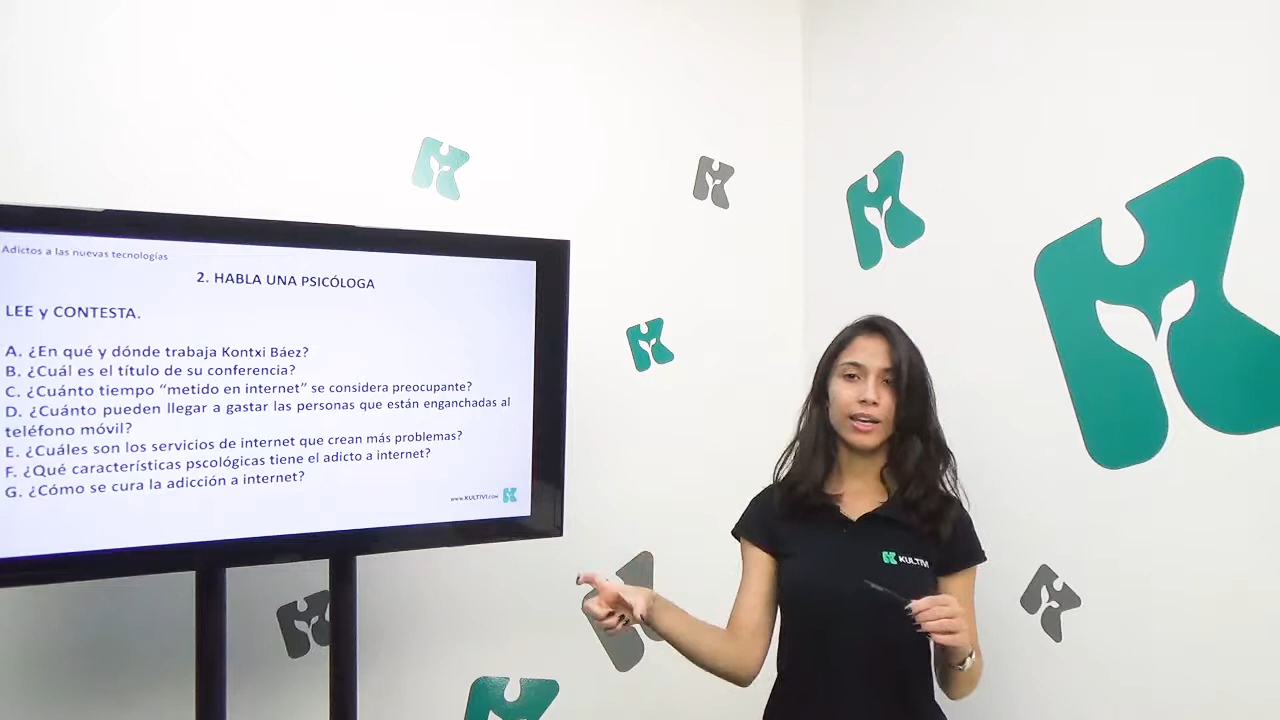 Adictos a las nuevas tecnologías
2. HABLA UNA PSICÓLOGA
LEE y CONTESTA.
A. ¿En qué y dónde trabaja Kontxi Báez?
B. ¿Cuál es el título de su conferencia?
C. ¿Cuánto tiempo “metido en internet” se considera preocupante?
D. ¿Cuánto pueden llegar a gastar las personas que están enganchadas al
teléfono móvil?
E. ¿Cuáles son los servicios de internet que crean más problemas?
F. ¿Qué características pscológicas tiene el adicto a internet?
G. ¿Cómo se cura la adicción a internet?
www.KULTIVI.com
KULTIVI